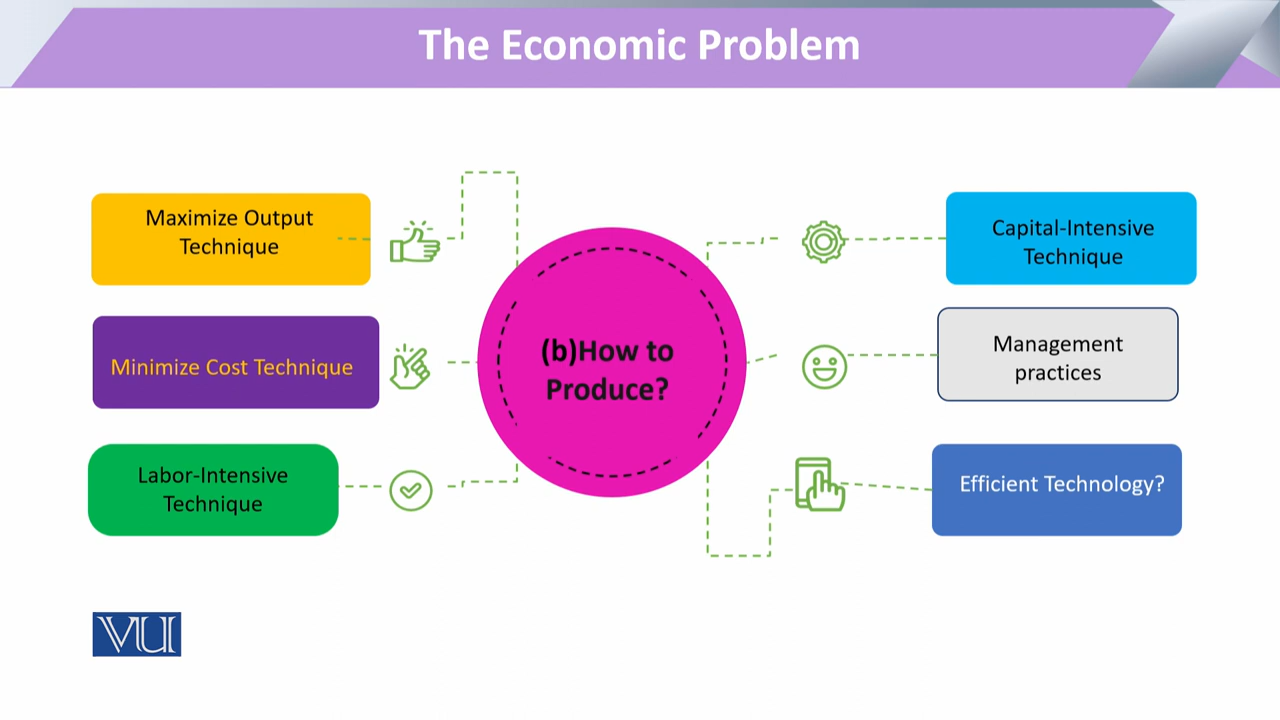 The Economic Problem
Maximize Output
Technique
Minimize Cost Technique
Labor-Intensive
Technique
(b)How to
Produce?
Capital-Intensive
Technique
Management
practices
Efficient Technology?
VU